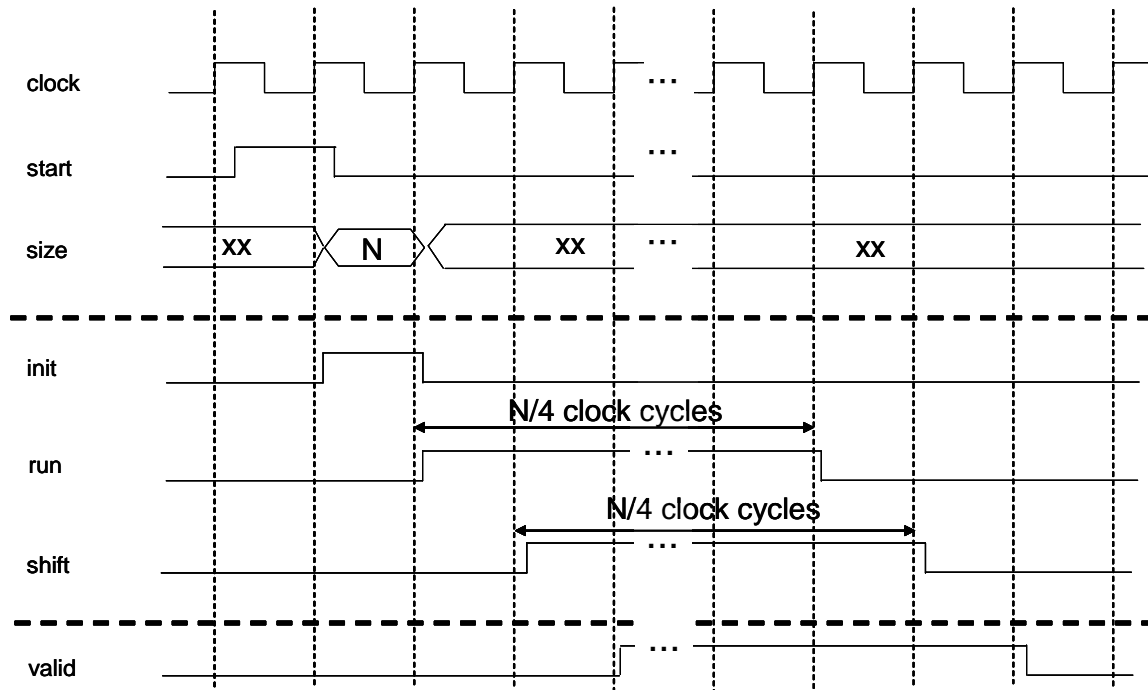 clock ...
start ...
size xx N xx ... xx
init
N/4 clock cycles
run ...
N/4 clock cycles
shift ...
valid ...